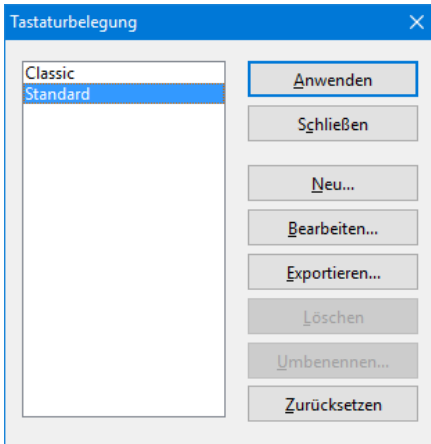 Tastaturbelegung
Classic
Standard
Anwenden
Schließen
Neu...
Bearbeiten...
Exportieren...
Löschen
Umbenennen...
Zurücksetzen